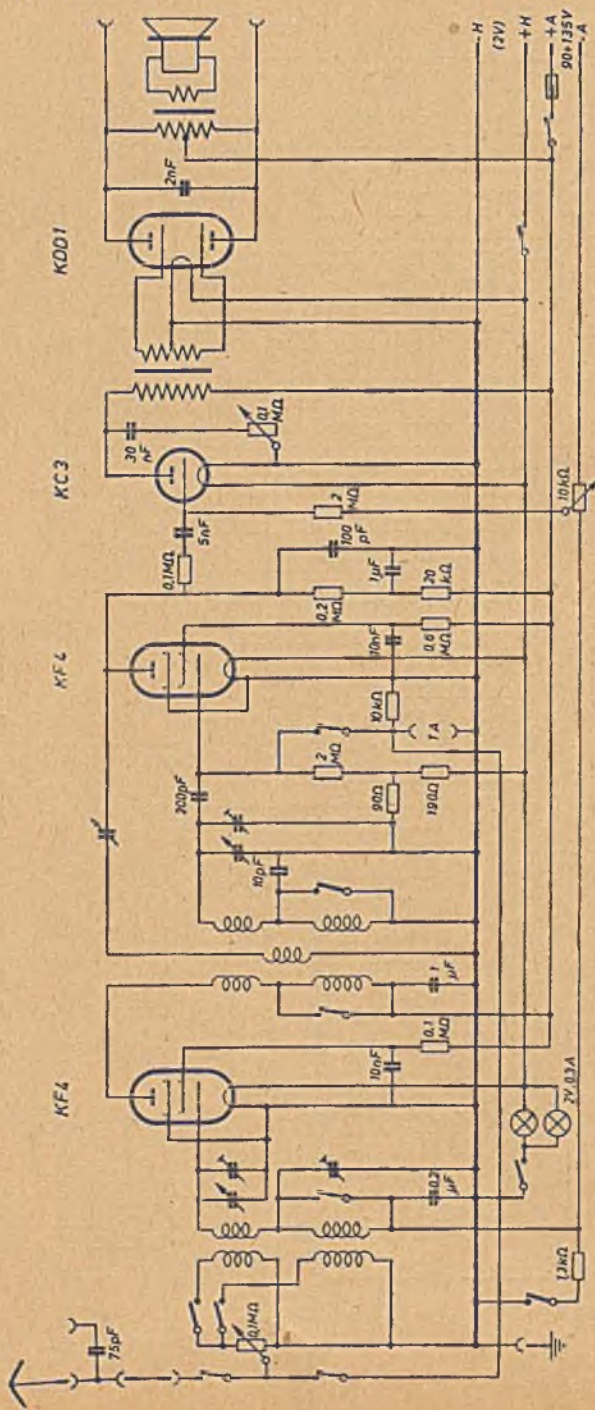 KF4
KF4
KC3
KDD1
75pF
0,1MΩ
0,2
µF
1,3kΩ
2V 0,3A
10nF
0,1
MΩ
1
µF
10pF
200pF
2
MΩ
90Ω
190Ω
10kΩ
TA
10nF
0,6
MΩ
0,2
MΩ
1µF
20
kΩ
100
pF
0,1MΩ
5nF
2
MΩ
30
nF
0,1
MΩ
10kΩ
2nF
-H
(2V)
+H
+A
90÷135V
-A